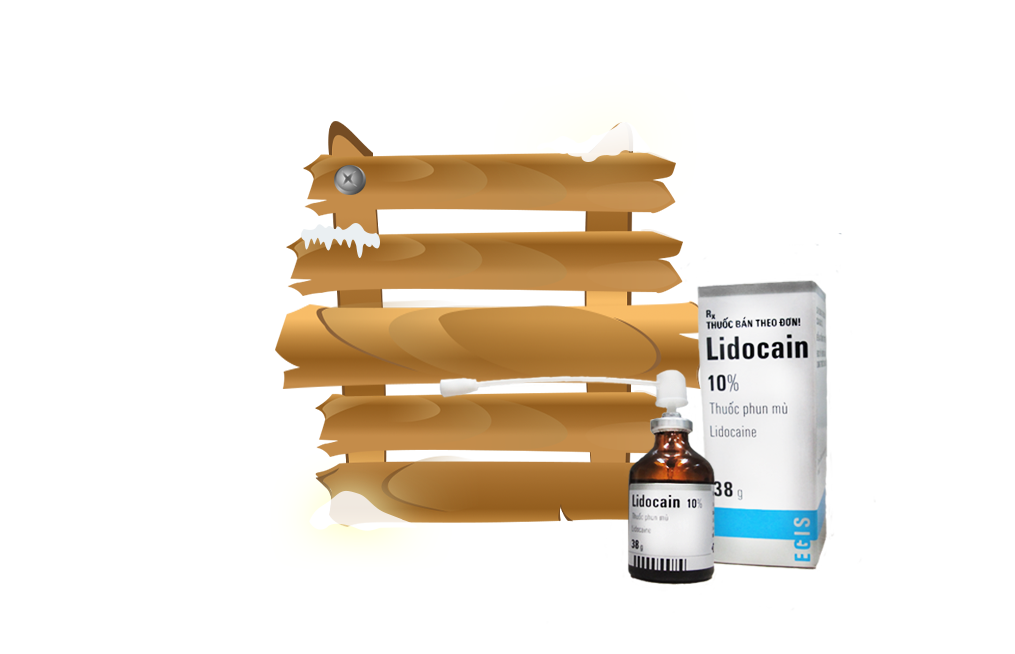 Rx
THUỐC BÁN THEO ĐƠN!
Lidocain
10%
Thuốc phun mù
Lidocaine
38 g
EGIS
Lidocain 10%
Thuốc phun mù
Lidocaine
38 g